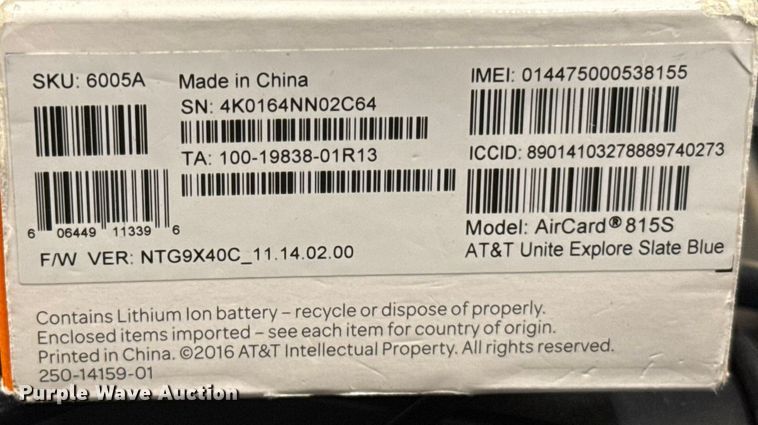 SKU: 6005A
Made in China
SN: 4K0164NN02C64
TA: 100-19838-01R13
6 06449 11339 6
F/W VER: NTG9X40C_11.14.02.00
IMEI: 014475000538155
ICCID: 89014103278889740273
Model: AirCard® 815S
AT&T Unite Explore Slate Blue
Contains Lithium Ion battery – recycle or dispose of properly.
Enclosed items imported – see each item for country of origin.
Printed in China. ©2016 AT&T Intellectual Property. All rights reserved.
250-14159-01
Purple Wave Auction